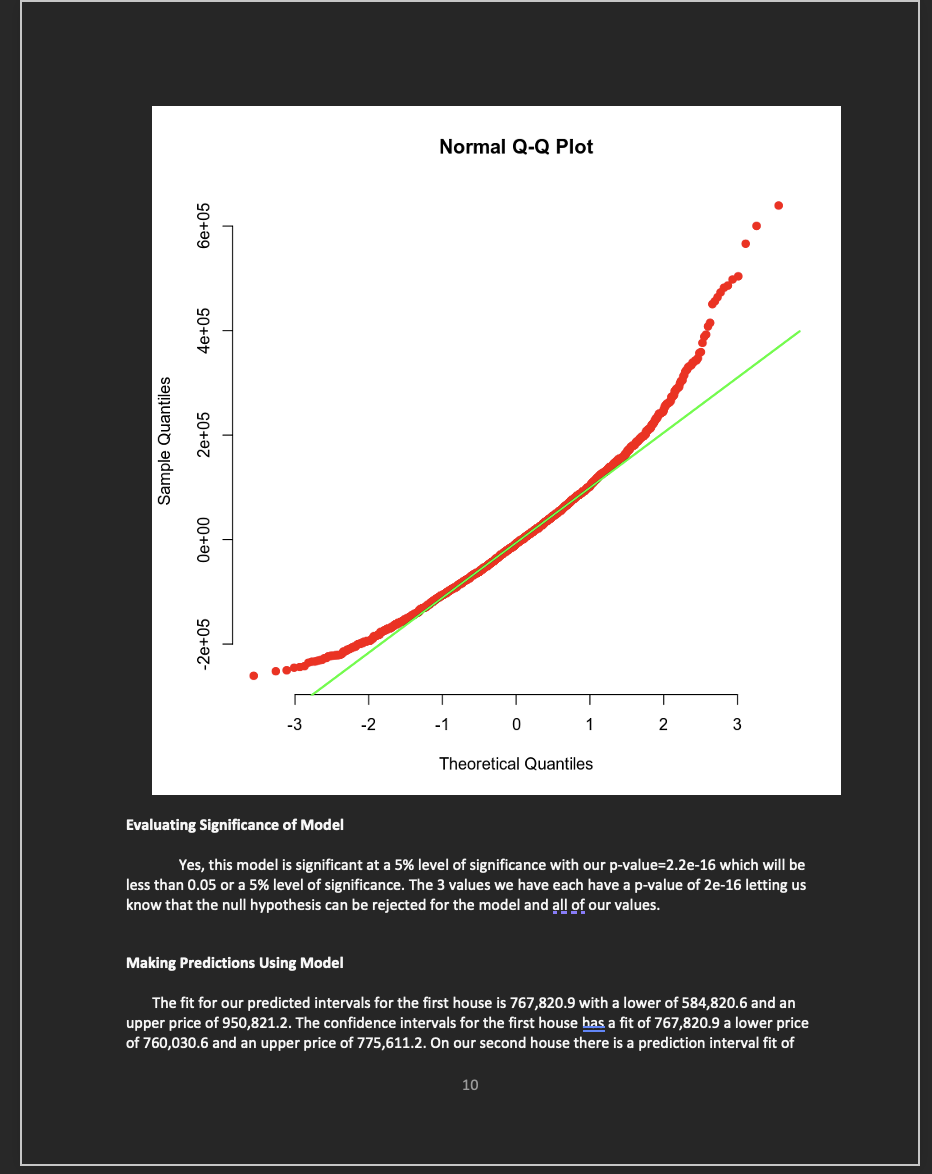 Normal Q-Q Plot
6e+05
4e+05
2e+05
0e+00
-2e+05
Sample Quantiles
-3 -2 -1 0 1 2 3
Theoretical Quantiles
Evaluating Significance of Model
Yes, this model is significant at a 5% level of significance with our p-value=2.2e-16 which will be
less than 0.05 or a 5% level of significance. The 3 values we have each have a p-value of 2e-16 letting us
know that the null hypothesis can be rejected for the model and all of our values.
Making Predictions Using Model
The fit for our predicted intervals for the first house is 767,820.9 with a lower of 584,820.6 and an
upper price of 950,821.2. The confidence intervals for the first house has a fit of 767,820.9 a lower price
of 760,030.6 and an upper price of 775,611.2. On our second house there is a prediction interval fit of
10